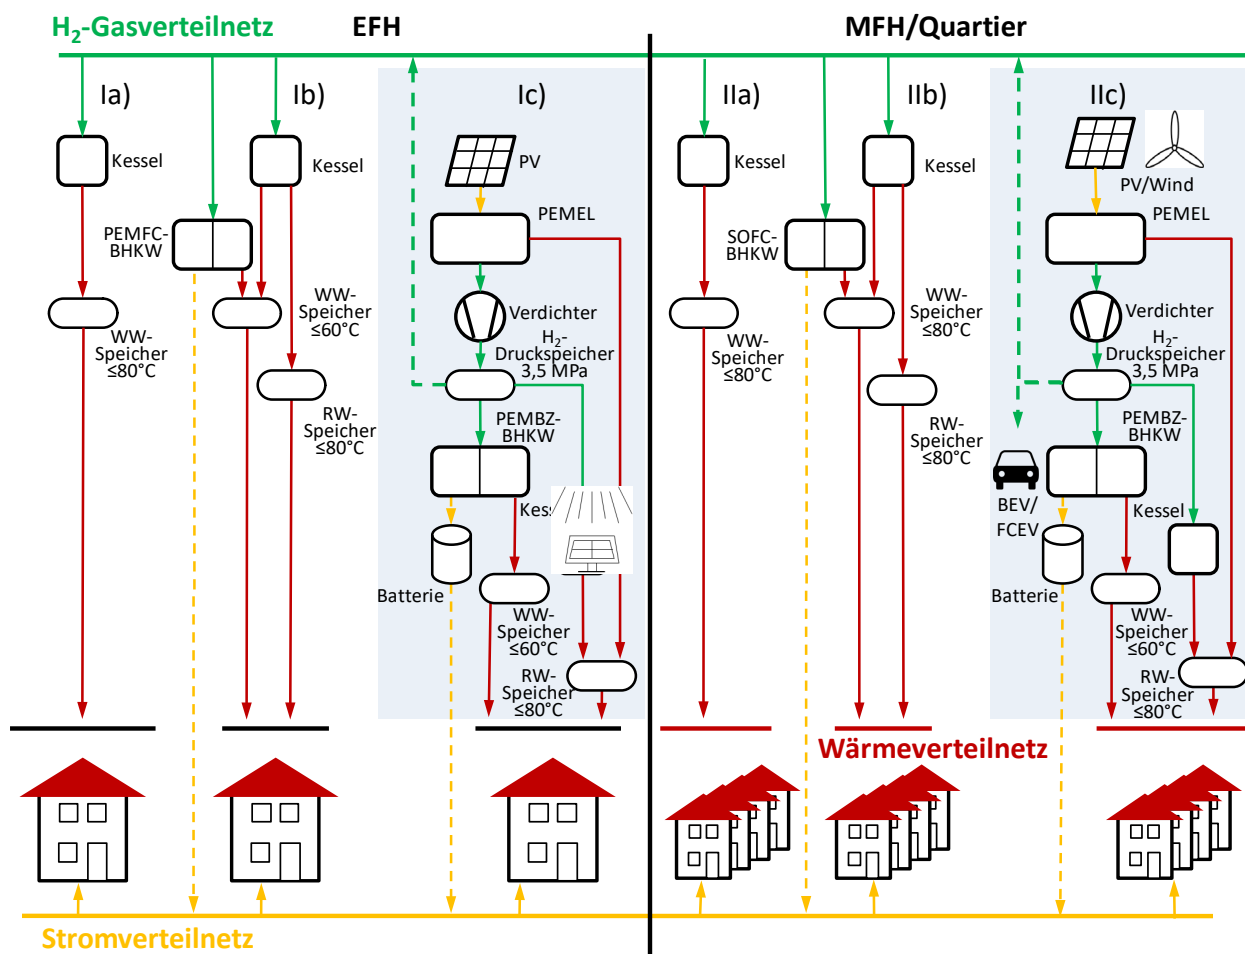 H₂-Gasverteilnetz
EFH
MFH/Quartier
Ia)
Kessel
WW-
Speicher
≤80°C
Ib)
Kessel
PEMFC-
BHKW
WW-
Speicher
≤60°C
RW-
Speicher
≤80°C
Ic)
PV
PEMEL
Verdichter
H₂-
Druckspeicher
3,5 MPa
PEMBZ-
BHKW
Kess
Batterie
WW-
Speicher
≤60°C
RW-
Speicher
≤80°C
IIa)
Kessel
WW-
Speicher
≤80°C
IIb)
Kessel
SOFC-
BHKW
WW-
Speicher
≤80°C
RW-
Speicher
≤80°C
IIc)
PV/Wind
PEMEL
Verdichter
H₂-
Druckspeicher
3,5 MPa
PEMBZ-
BHKW
BEV/
FCEV
Kessel
Batterie
WW-
Speicher
≤60°C
RW-
Speicher
≤80°C
Wärmeverteilnetz
Stromverteilnetz